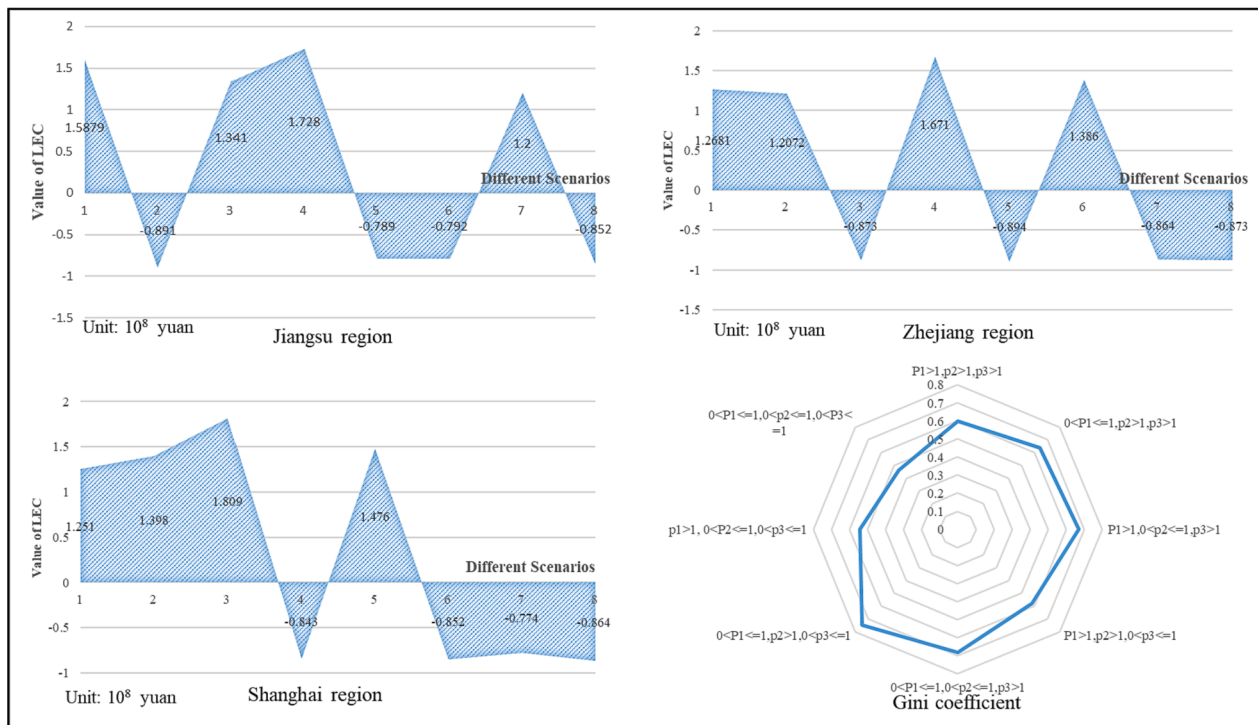 2
1.5
1
0.5
0
-0.5
-1
-1.5
Value of LEC
1.5879
-0.891
1.341
1.728
-0.789
-0.792
1.2
-0.852
Different Scenarios
1 2 3 4 5 6 7 8
Unit: 10⁸ yuan
Jiangsu region
2
1.5
1
0.5
0
-0.5
-1
-1.5
Value of LEC
1.2681
1.2072
-0.873
1.671
-0.894
1.386
-0.864
-0.873
Different Scenarios
1 2 3 4 5 6 7 8
Unit: 10⁸ yuan
Zhejiang region
2
1.5
1
0.5
0
-0.5
-1
Value of LEC
1.251
1.398
1.809
-0.843
1.476
-0.852
-0.774
-0.864
Different Scenarios
1 2 3 4 5 6 7 8
Unit: 10⁸ yuan
Shanghai region
P1>1,p2>1,p3>1
0<P1<=1,p2>1,p3>1
P1>1,0<p2<=1,p3>1
P1>1,p2>1,0<p3<=1
0<P1<=1,0<p2<=1,p3>1
0<P1<=1,p2>1,0<p3<=1
p1>1, 0<P2<=1,0<p3<=1
0<P1<=1,0<p2<=1,0<P3<
=1
0.8
0.7
0.6
0.5
0.4
0.3
0.2
0.1
0
Gini coefficient